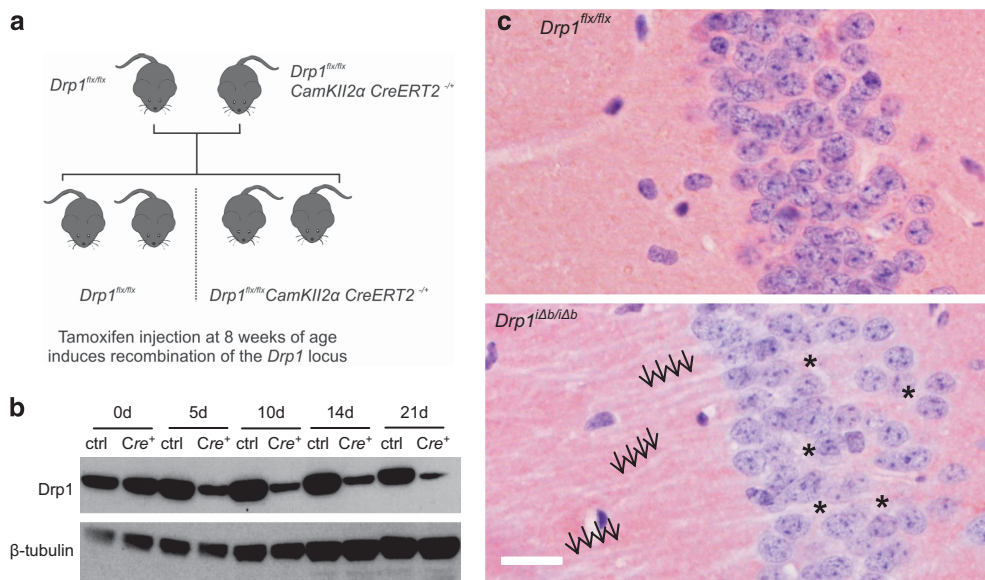 a
Drp1flx/flx
Drp1flx/flx
CamKII2α CreERT2 -/+
Drp1flx/flx
Drp1flx/flxCamKII2α CreERT2 -/+
Tamoxifen injection at 8 weeks of age
induces recombination of the Drp1 locus
b
0d 5d 10d 14d 21d
ctrl Cre+ ctrl Cre+ ctrl Cre+ ctrl Cre+ ctrl Cre+
Drp1
β-tubulin
c
Drp1flx/flx
Drp1iΔb/iΔb
* * * * *